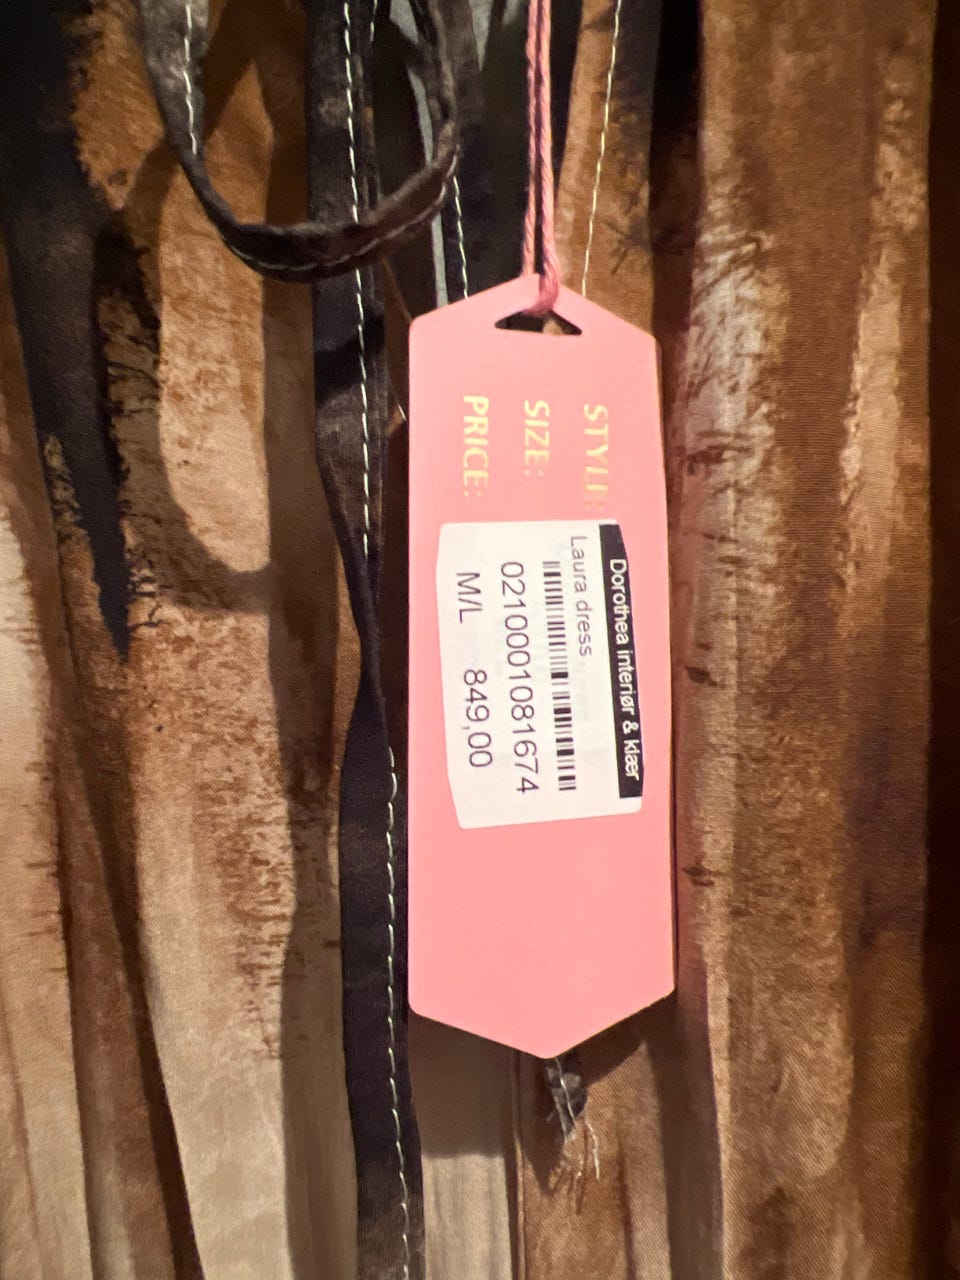 STYLE:
SIZE:
PRICE:
Dorothea interiør & klær
Laura dress
0210001081674
M/L 849,00